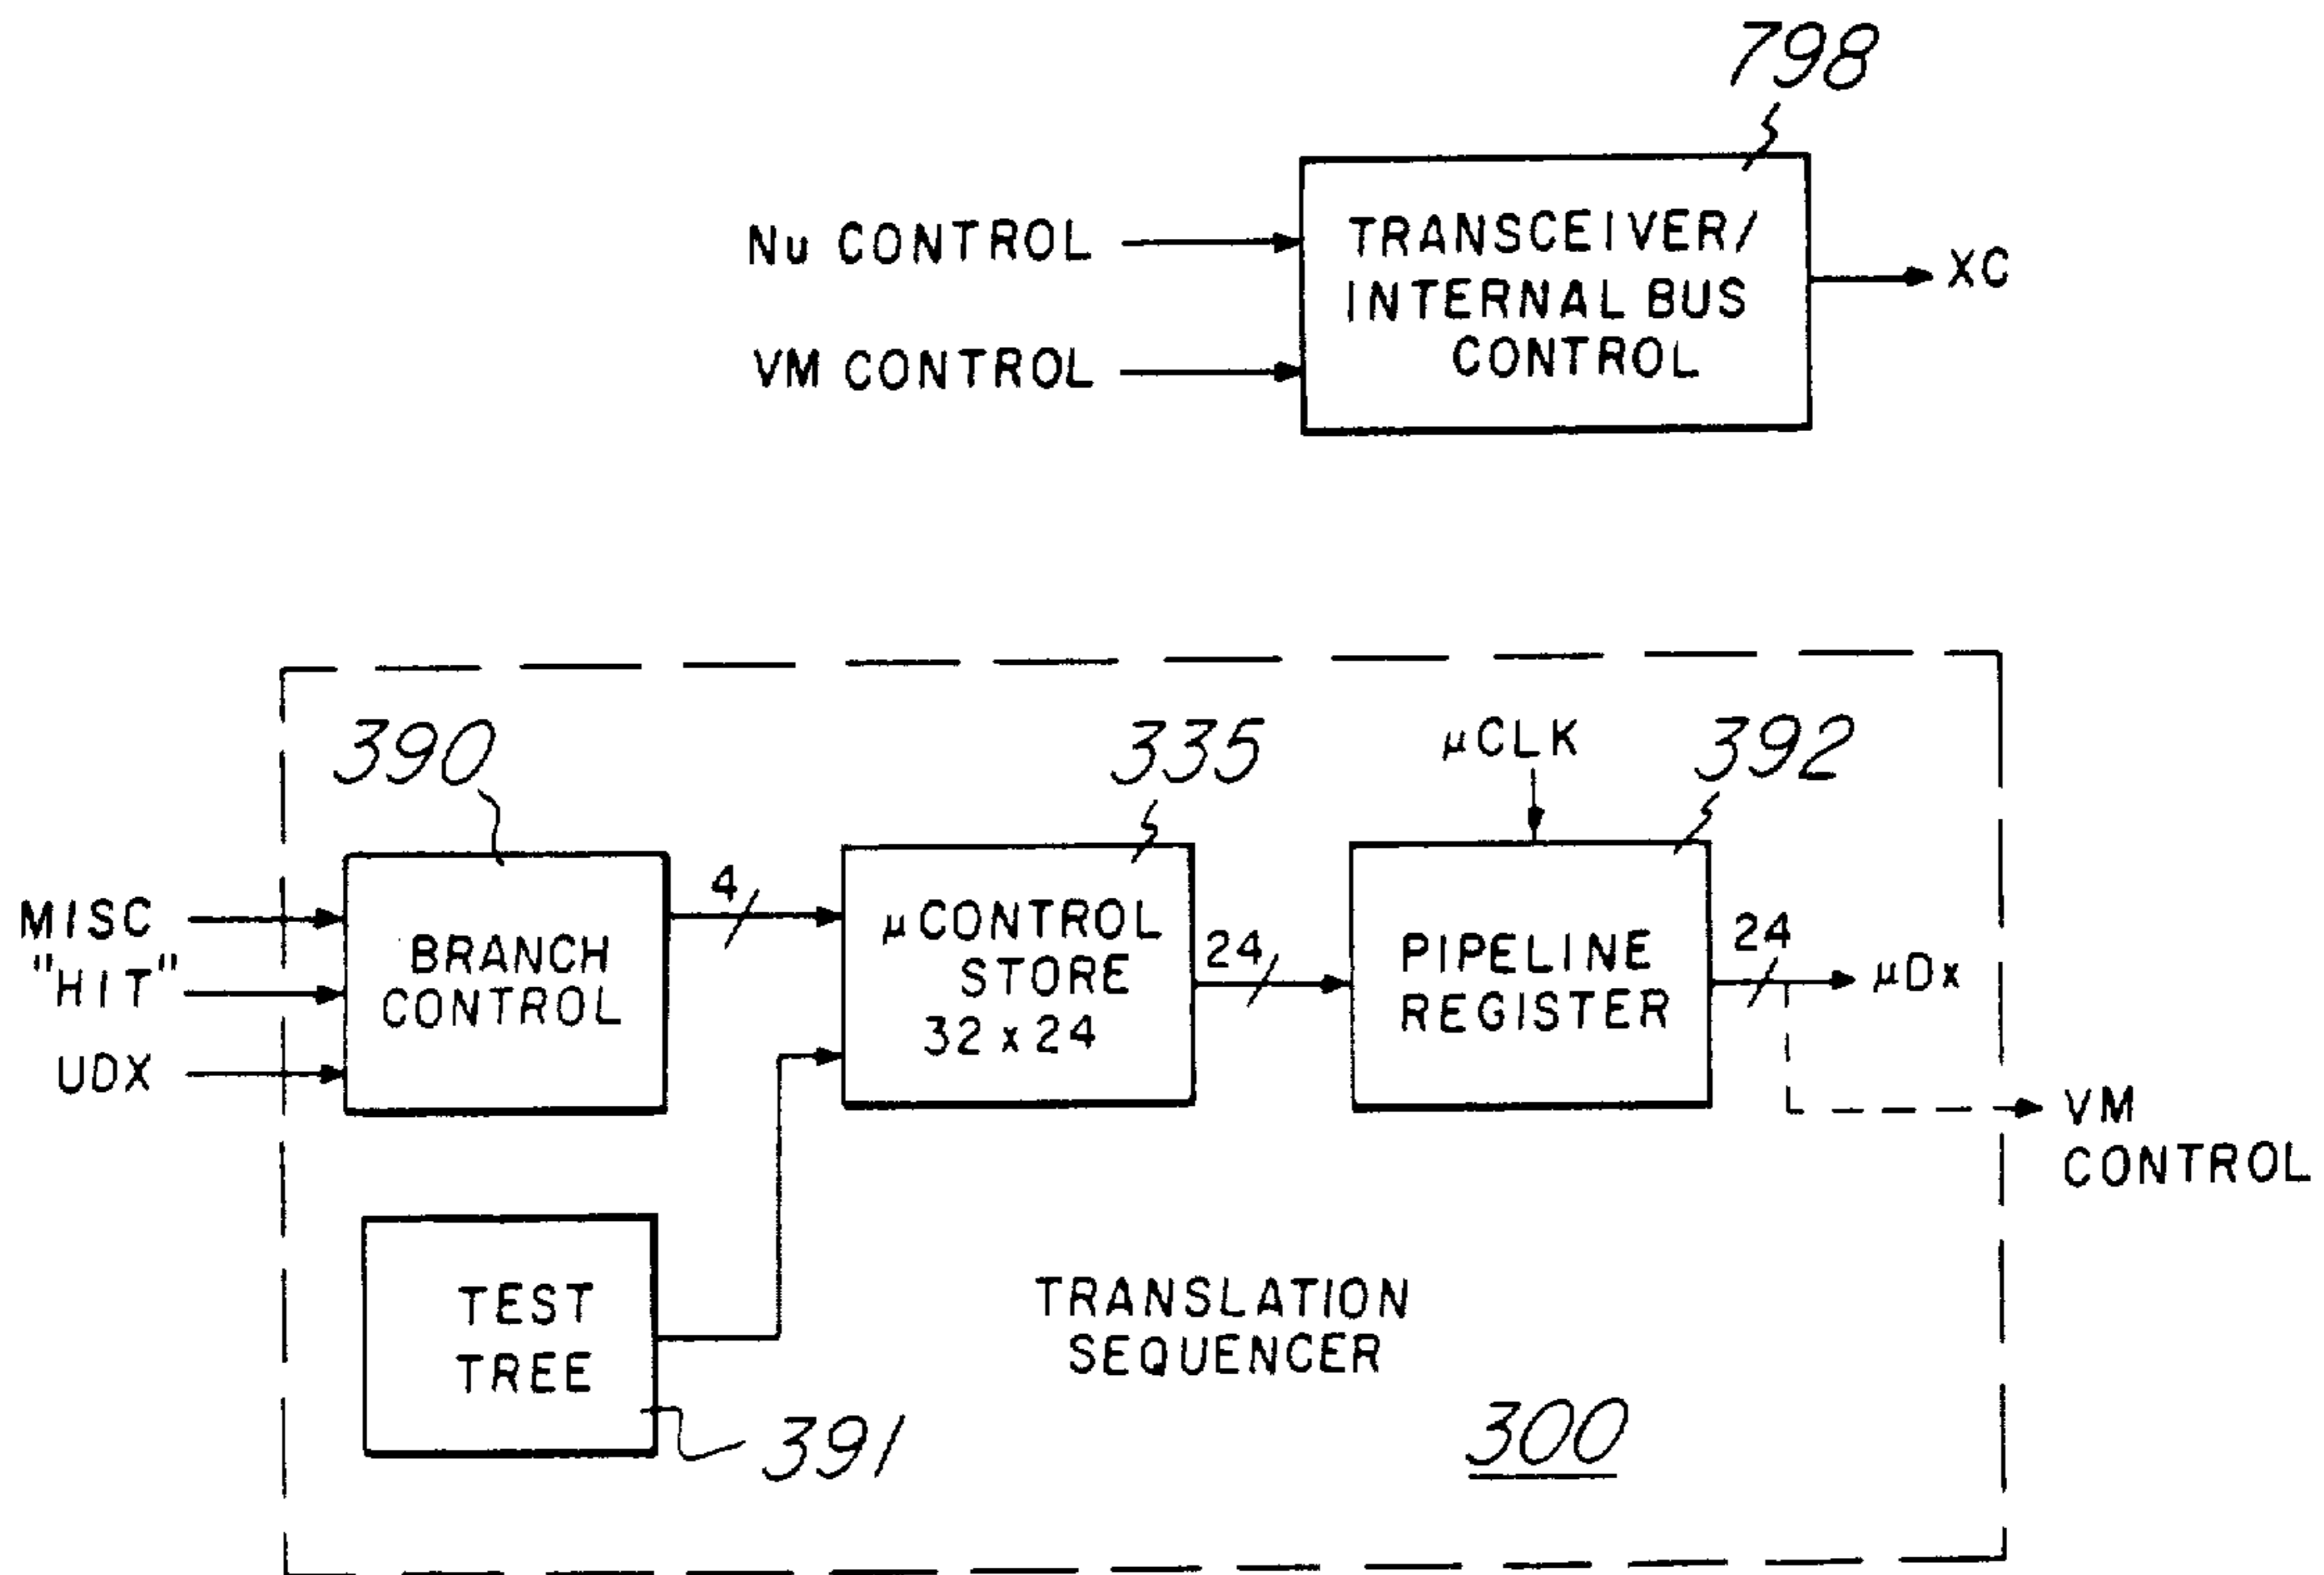 798
Nu CONTROL
VM CONTROL
TRANSCEIVER/
INTERNAL BUS
CONTROL
XC
390
335
μCLK
392
MISC
"HIT"
UDX
BRANCH
CONTROL
4
μCONTROL
STORE
32 x 24
24
PIPELINE
REGISTER
24
μDx
VM
CONTROL
TEST
TREE
391
TRANSLATION
SEQUENCER
300